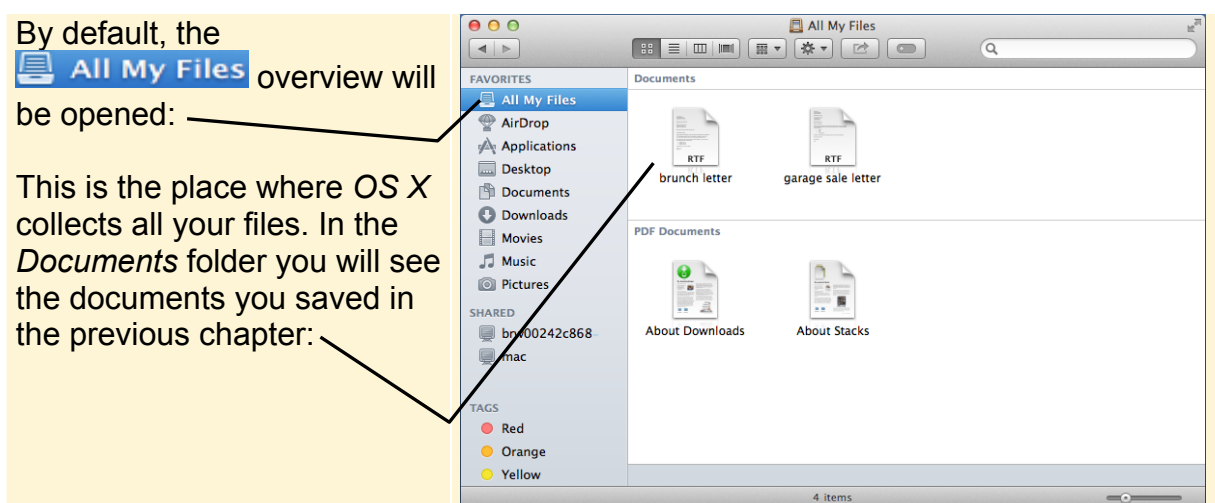 By default, the
All My Files overview will
be opened:
This is the place where OS X
collects all your files. In the
Documents folder you will see
the documents you saved in
the previous chapter:
All My Files
FAVORITES
All My Files
AirDrop
Applications
Desktop
Documents
Downloads
Movies
Music
Pictures
SHARED
brw00242c868
mac
TAGS
Red
Orange
Yellow
Documents
RTF
RTF
brunch letter
garage sale letter
PDF Documents
About Downloads
About Stacks
4 items